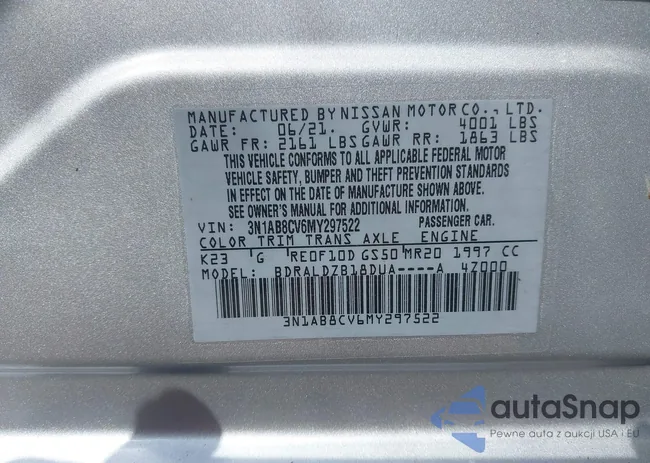 MANUFACTURED BY NISSAN MOTOR CO., LTD.
DATE: 06/21. GVWR: 4001 LBS
GAWR FR: 2161 LBS GAWR RR: 1863 LBS
THIS VEHICLE CONFORMS TO ALL APPLICABLE FEDERAL MOTOR
VEHICLE SAFETY, BUMPER AND THEFT PREVENTION STANDARDS
IN EFFECT ON THE DATE OF MANUFACTURE SHOWN ABOVE.
SEE OWNER'S MANUAL FOR ADDITIONAL INFORMATION.
VIN: 3N1AB8CV6MY297522 PASSENGER CAR.
COLOR TRIM TRANS AXLE ENGINE
K23 G RE0F10D GS50 MR20 1997 CC
MODEL: BDRALDZB18DUA----A 4Z000
3N1AB8CV6MY297522
autaSnap
Pewne auta z aukcji USA i EU